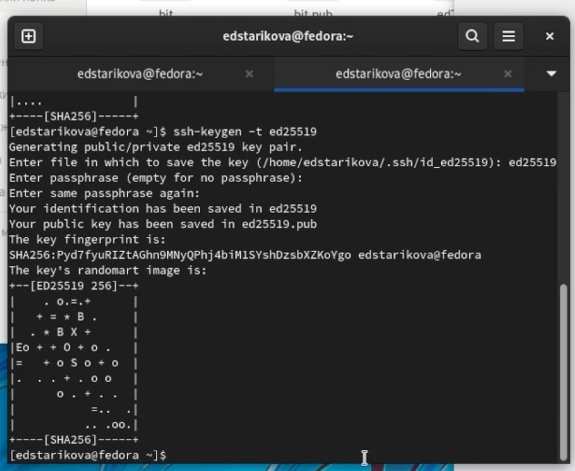 bit
bit.pub
edstarikova@fedora:~
edstarikova@fedora:~
edstarikova@fedora:~
|....             |
+----[SHA256]-----+
[edstarikova@fedora ~]$ ssh-keygen -t ed25519
Generating public/private ed25519 key pair.
Enter file in which to save the key (/home/edstarikova/.ssh/id_ed25519): ed25519
Enter passphrase (empty for no passphrase):
Enter same passphrase again:
Your identification has been saved in ed25519
Your public key has been saved in ed25519.pub
The key fingerprint is:
SHA256:Pyd7fyuRIZtAGhn9MNyQPhj4biM1SYshDzsbXZKoYgo edstarikova@fedora
The key's randomart image is:
+--[ED25519 256]--+
|    . o.=.+      |
|   + = * B .     |
|  . * B X +      |
|Eo + + O + o .   |
|=   + o S o + o  |
|.  . . + . o o   |
|      o . + . .  |
|           =..  .|
|          .. .oo.|
+----[SHA256]-----+
[edstarikova@fedora ~]$